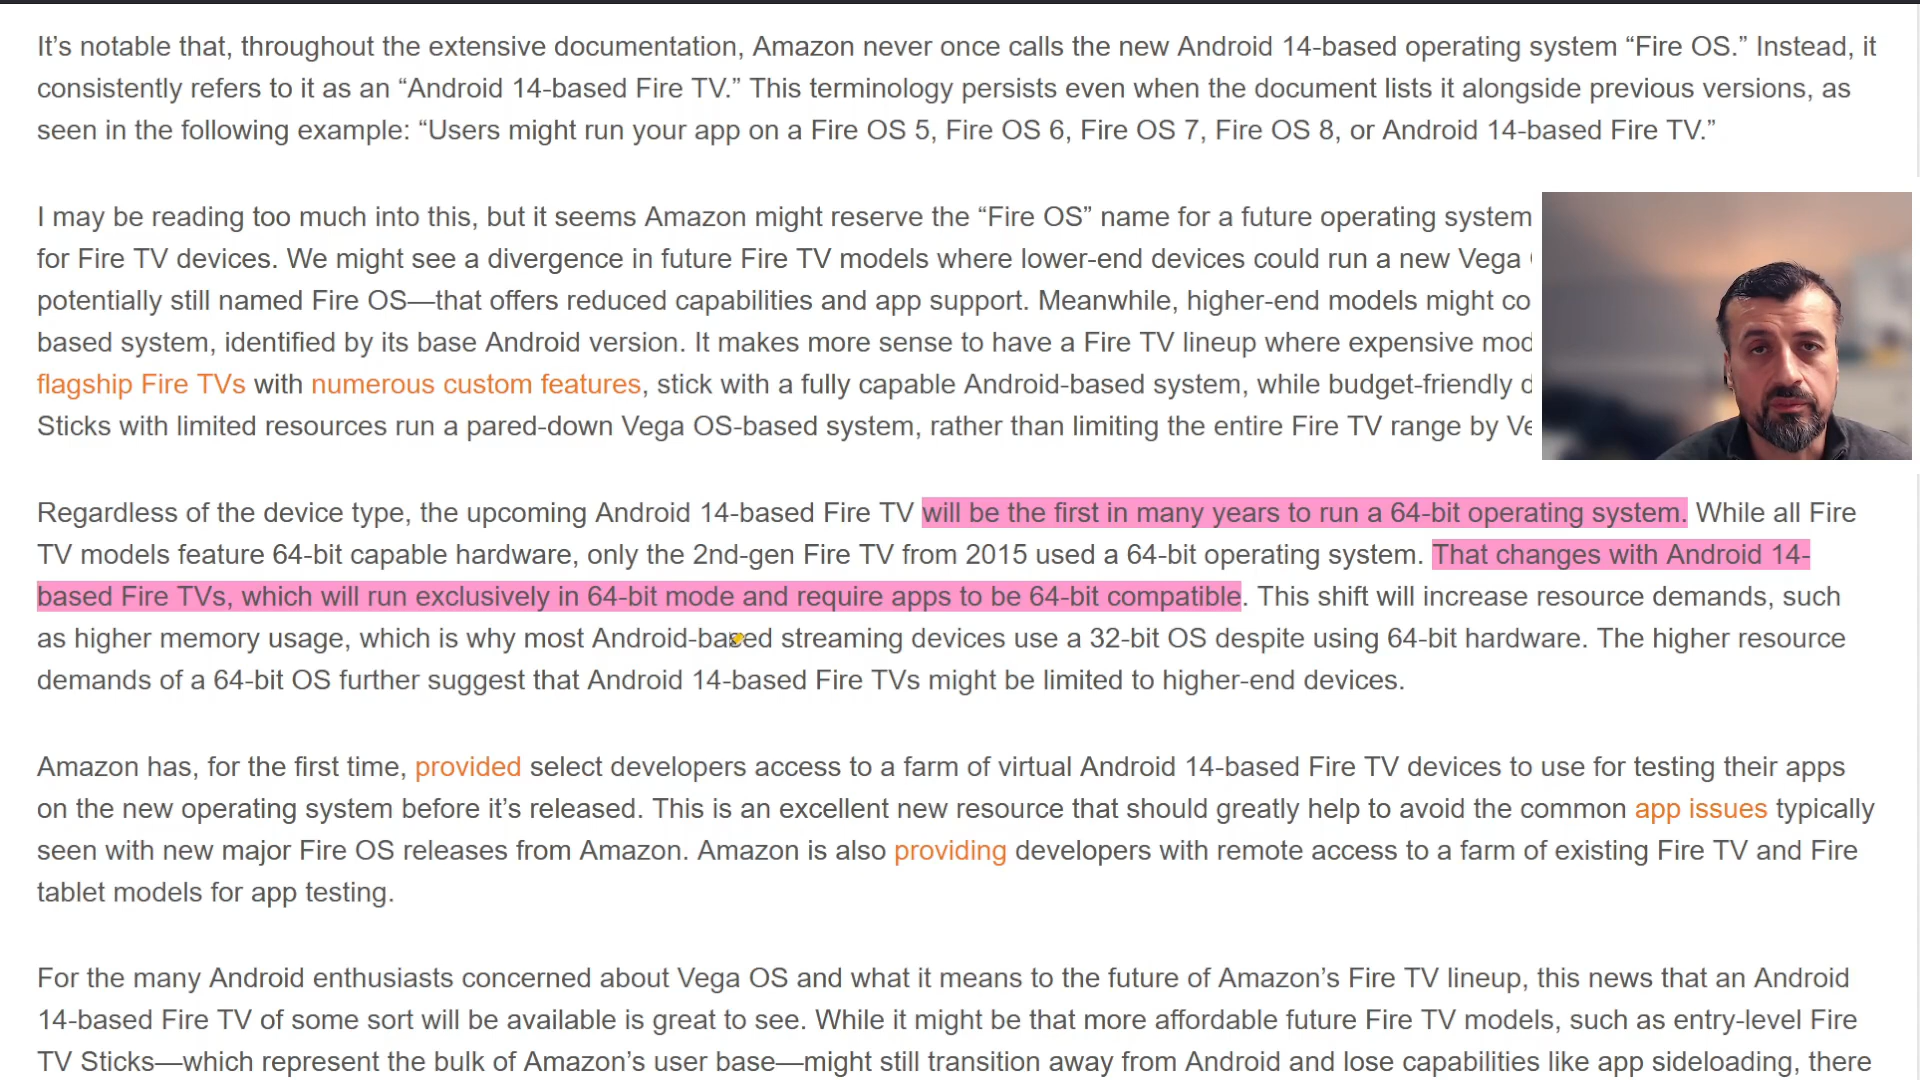 It’s notable that, throughout the extensive documentation, Amazon never once calls the new Android 14-based operating system “Fire OS.” Instead, it
consistently refers to it as an “Android 14-based Fire TV.” This terminology persists even when the document lists it alongside previous versions, as
seen in the following example: “Users might run your app on a Fire OS 5, Fire OS 6, Fire OS 7, Fire OS 8, or Android 14-based Fire TV.”
I may be reading too much into this, but it seems Amazon might reserve the “Fire OS” name for a future operating system
for Fire TV devices. We might see a divergence in future Fire TV models where lower-end devices could run a new Vega
potentially still named Fire OS—that offers reduced capabilities and app support. Meanwhile, higher-end models might co
based system, identified by its base Android version. It makes more sense to have a Fire TV lineup where expensive mod
flagship Fire TVs with numerous custom features, stick with a fully capable Android-based system, while budget-friendly d
Sticks with limited resources run a pared-down Vega OS-based system, rather than limiting the entire Fire TV range by Ve
Regardless of the device type, the upcoming Android 14-based Fire TV will be the first in many years to run a 64-bit operating system. While all Fire
TV models feature 64-bit capable hardware, only the 2nd-gen Fire TV from 2015 used a 64-bit operating system. That changes with Android 14-
based Fire TVs, which will run exclusively in 64-bit mode and require apps to be 64-bit compatible. This shift will increase resource demands, such
as higher memory usage, which is why most Android-based streaming devices use a 32-bit OS despite using 64-bit hardware. The higher resource
demands of a 64-bit OS further suggest that Android 14-based Fire TVs might be limited to higher-end devices.
Amazon has, for the first time, provided select developers access to a farm of virtual Android 14-based Fire TV devices to use for testing their apps
on the new operating system before it’s released. This is an excellent new resource that should greatly help to avoid the common app issues typically
seen with new major Fire OS releases from Amazon. Amazon is also providing developers with remote access to a farm of existing Fire TV and Fire
tablet models for app testing.
For the many Android enthusiasts concerned about Vega OS and what it means to the future of Amazon’s Fire TV lineup, this news that an Android
14-based Fire TV of some sort will be available is great to see. While it might be that more affordable future Fire TV models, such as entry-level Fire
TV Sticks—which represent the bulk of Amazon’s user base—might still transition away from Android and lose capabilities like app sideloading, there